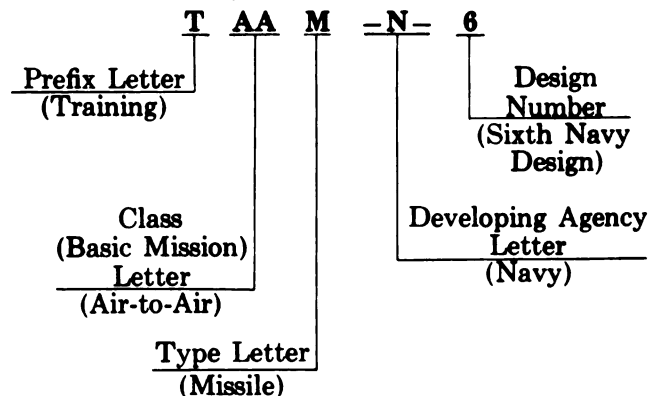 T AA M –N– 6
Prefix Letter
(Training)
Design
Number
(Sixth Navy
Design)
Class
(Basic Mission)
Letter
(Air-to-Air)
Developing Agency
Letter
(Navy)
Type Letter
(Missile)